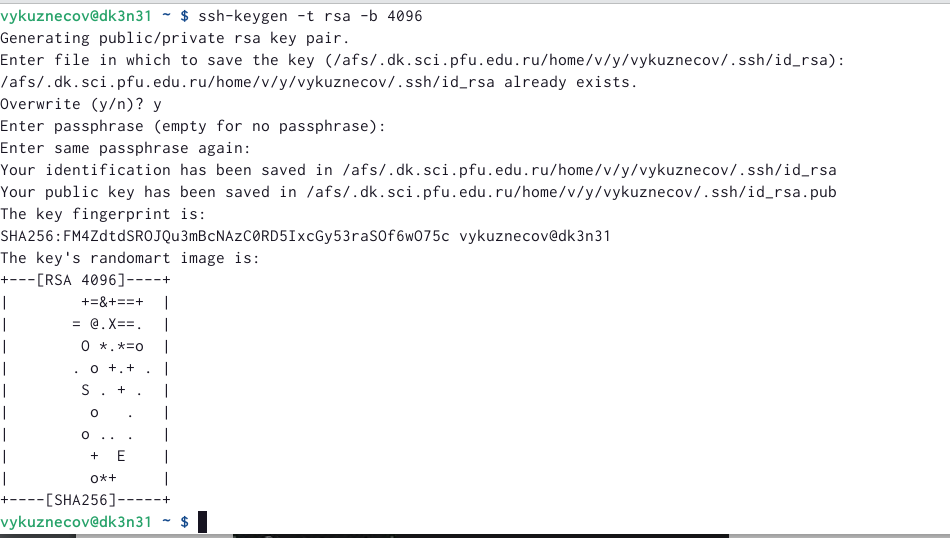 vykuznecov@dk3n31 ~ $ ssh-keygen -t rsa -b 4096
Generating public/private rsa key pair.
Enter file in which to save the key (/afs/.dk.sci.pfu.edu.ru/home/v/y/vykuznecov/.ssh/id_rsa):
/afs/.dk.sci.pfu.edu.ru/home/v/y/vykuznecov/.ssh/id_rsa already exists.
Overwrite (y/n)? y
Enter passphrase (empty for no passphrase):
Enter same passphrase again:
Your identification has been saved in /afs/.dk.sci.pfu.edu.ru/home/v/y/vykuznecov/.ssh/id_rsa
Your public key has been saved in /afs/.dk.sci.pfu.edu.ru/home/v/y/vykuznecov/.ssh/id_rsa.pub
The key fingerprint is:
SHA256:FM4ZdtdSROJQu3mBcNAzC0RD5IxcGy53raSOf6wO75c vykuznecov@dk3n31
The key's randomart image is:
+---[RSA 4096]----+
|        +=&+==+  |
|       = @.X==.  |
|        O *.*=o  |
|       . o +.+ . |
|        S . + .  |
|         o   .   |
|        o .. .   |
|         +  E    |
|         o*+     |
+----[SHA256]-----+
vykuznecov@dk3n31 ~ $